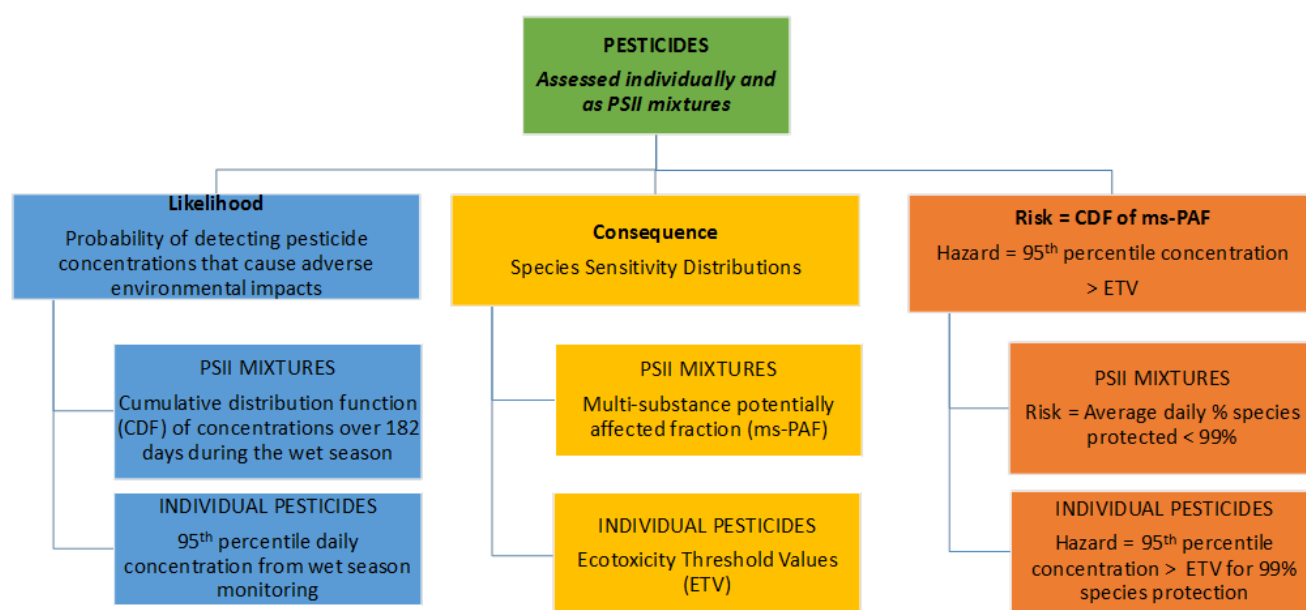 PESTICIDES
Assessed individually and
as PSII mixtures
Likelihood
Probability of detecting pesticide
concentrations that cause adverse
environmental impacts
PSII MIXTURES
Cumulative distribution function
(CDF) of concentrations over 182
days during the wet season
INDIVIDUAL PESTICIDES
95th percentile daily
concentration from wet season
monitoring
Consequence
Species Sensitivity Distributions
PSII MIXTURES
Multi-substance potentially
affected fraction (ms-PAF)
INDIVIDUAL PESTICIDES
Ecotoxicity Threshold Values
(ETV)
Risk = CDF of ms-PAF
Hazard = 95th percentile concentration
> ETV
PSII MIXTURES
Risk = Average daily % species
protected < 99%
INDIVIDUAL PESTICIDES
Hazard = 95th percentile
concentration > ETV for 99%
species protection